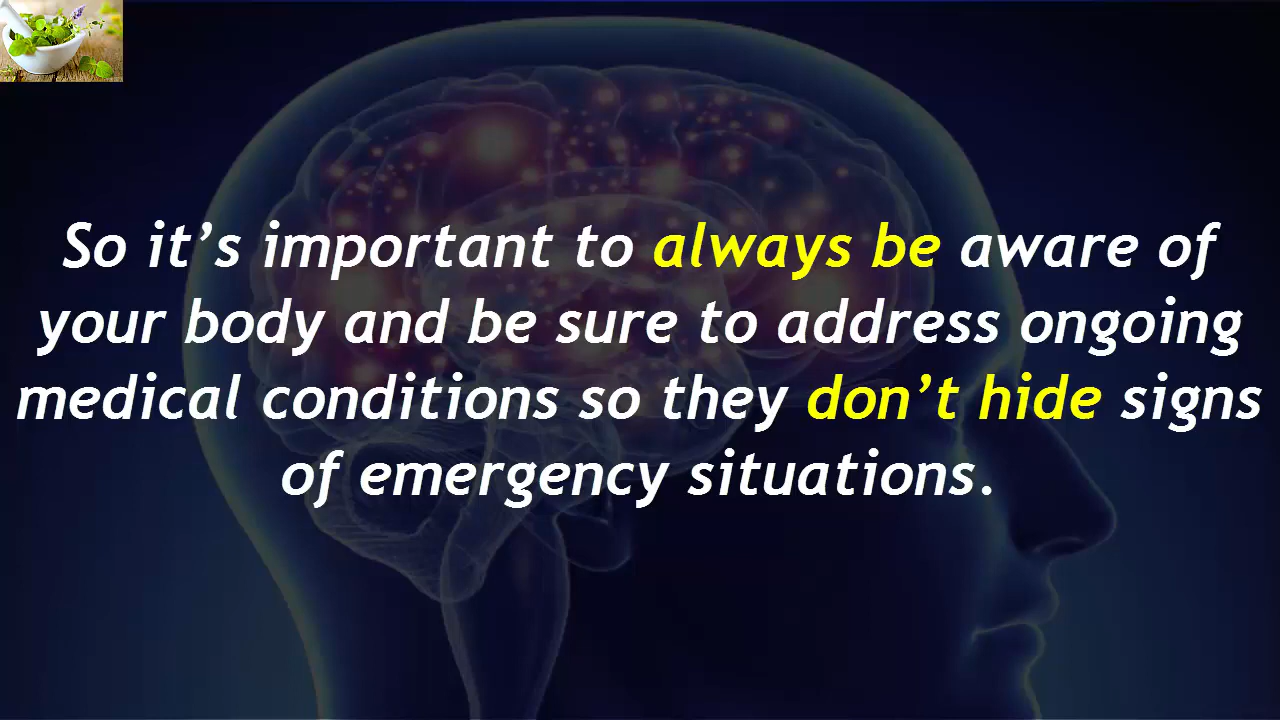 So it’s important to always be aware of
your body and be sure to address ongoing
medical conditions so they don’t hide signs
of emergency situations.